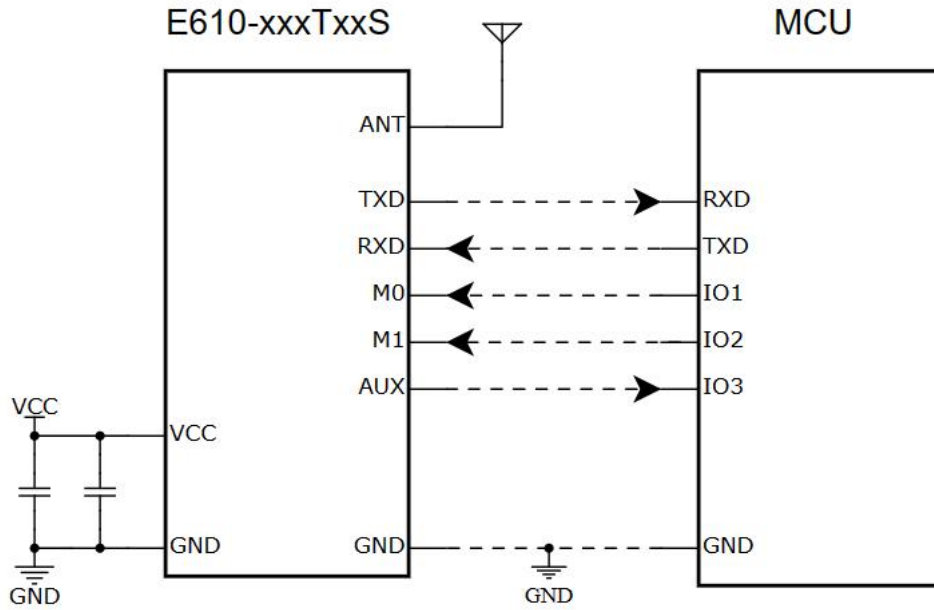 E610-xxxTxxS
MCU
ANT
TXD
RXD
RXD
TXD
M0
IO1
M1
IO2
AUX
IO3
VCC
VCC
GND
GND
GND
GND
GND